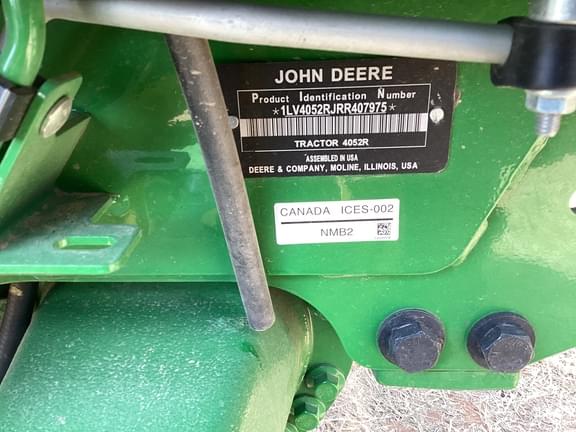 JOHN DEERE
Product Identification Number
*1LV4052RJRR407975*
TRACTOR 4052R
ASSEMBLED IN USA
DEERE & COMPANY, MOLINE, ILLINOIS, USA
CANADA ICES-002
NMB2